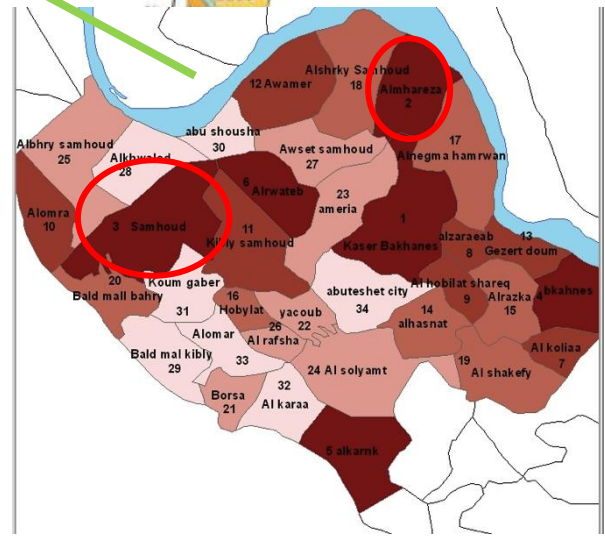 12 Awamer
Alshrky Samhoud
18
Almhareza
2
abu shousha
30
17
Alnegma hamrwan
Albhry samhoud
25
Alkhwaled
28
Awset samhoud
27
6
Airwateb
23
ameria
1
Kaser Bakhanes
Alomra
10
3 Samhoud
11
Kibly samhoud
alzaraeab
8
13
Gezert doum
20
Bald mall bahry
Koum gaber
31
16
Hobylat
yacoub
22
abuteshet city
34
Al hobilat shareq
9
14
alhasnat
Alrazka
15
4 bkahnes
26
Al rafsha
Alomar
33
Bald mal kibly
29
24 Al solyamt
19
Al shakefy
Al koliaa
7
Borsa
21
32
Al karaa
5 alkarnk